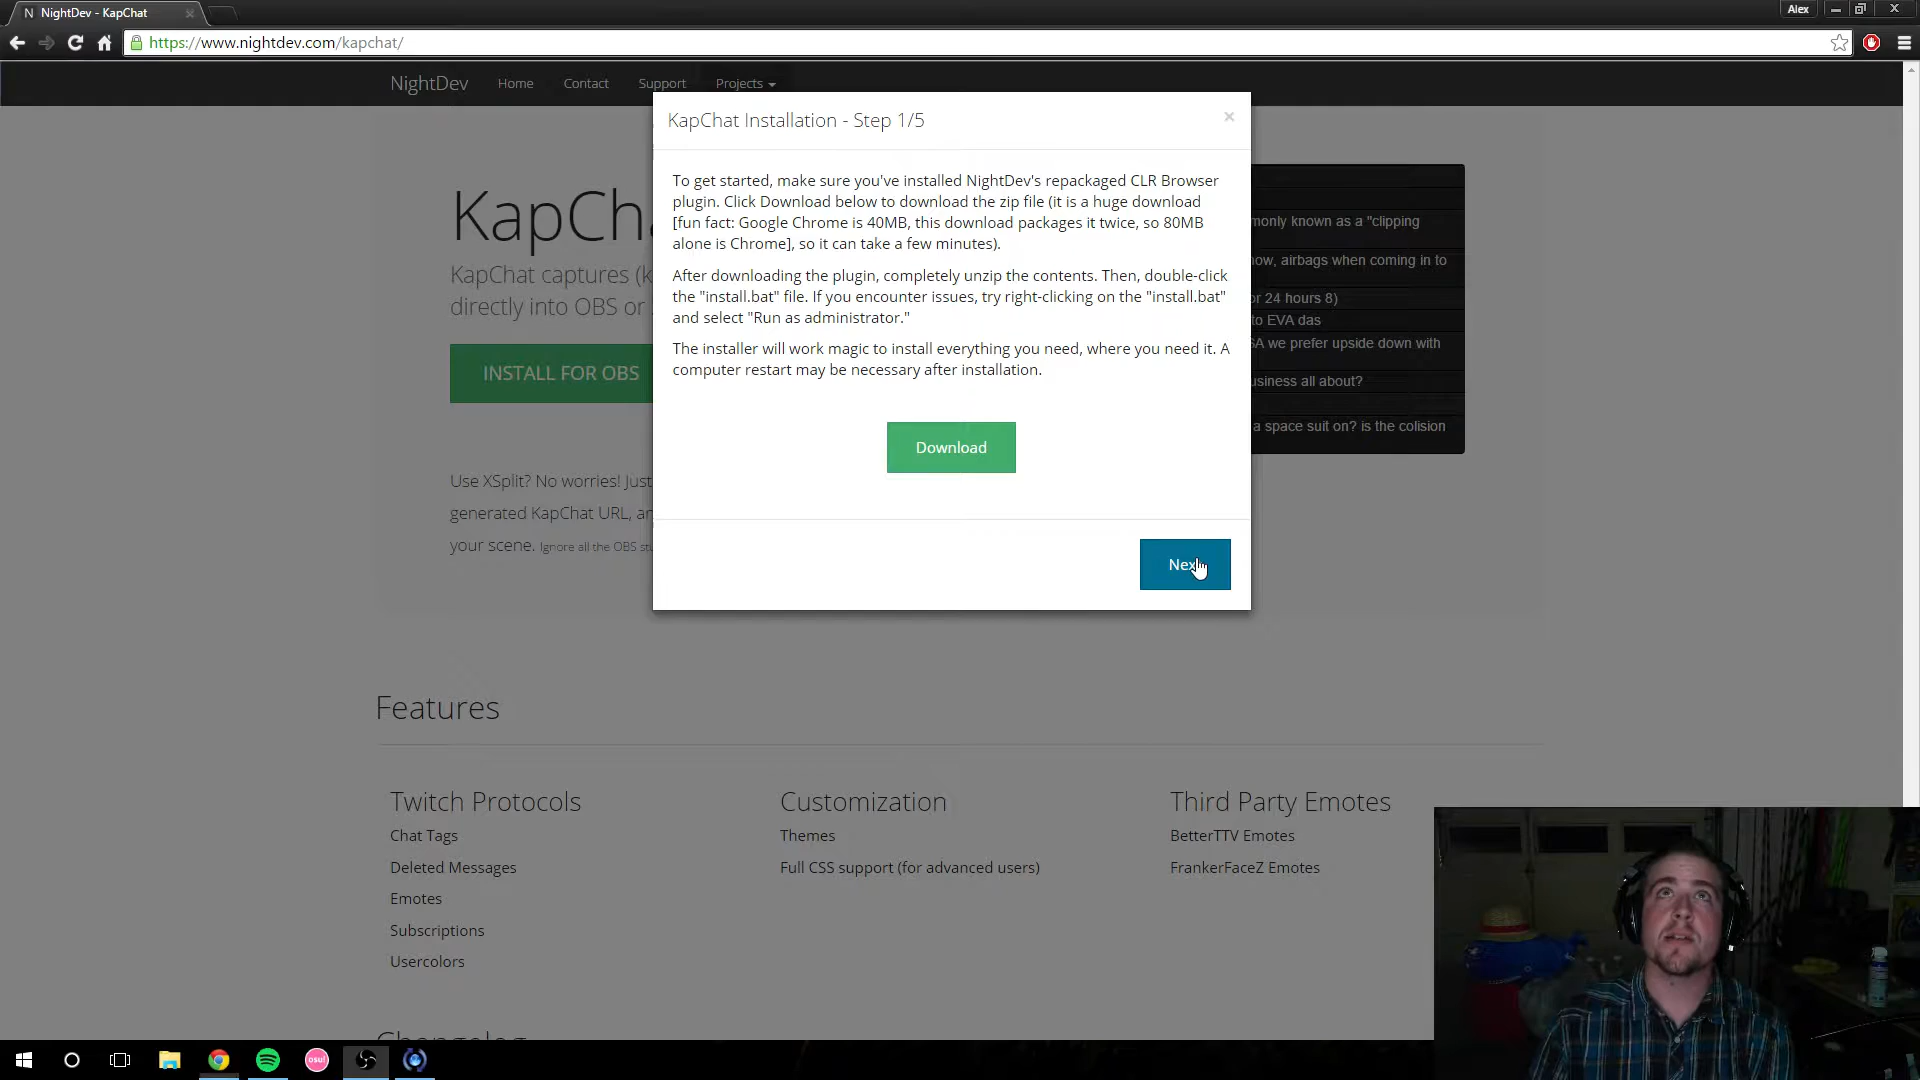 NightDev - KapChat
Alex
https://www.nightdev.com/kapchat/
NightDev Home Contact Support Projects
KapChat Installation - Step 1/5
×
To get started, make sure you've installed NightDev's repackaged CLR Browser
plugin. Click Download below to download the zip file (it is a huge download
[fun fact: Google Chrome is 40MB, this download packages it twice, so 80MB
alone is Chrome], so it can take a few minutes).
After downloading the plugin, completely unzip the contents. Then, double-click
the "install.bat" file. If you encounter issues, try right-clicking on the "install.bat"
and select "Run as administrator."
The installer will work magic to install everything you need, where you need it. A
computer restart may be necessary after installation.
Download
Nex
KapCh
KapChat captures (k
directly into OBS or
INSTALL FOR OBS
Use XSplit? No worries! Just
generated KapChat URL, an
your scene. Ignore all the OBS stu
monly known as a "clipping
now, airbags when coming in to
or 24 hours 8)
to EVA das
SA we prefer upside down with
usiness all about?
a space suit on? is the colision
Features
Twitch Protocols
Chat Tags
Deleted Messages
Emotes
Subscriptions
Usercolors
Customization
Themes
Full CSS support (for advanced users)
Third Party Emotes
BetterTTV Emotes
FrankerFaceZ Emotes
Changelog
osu!